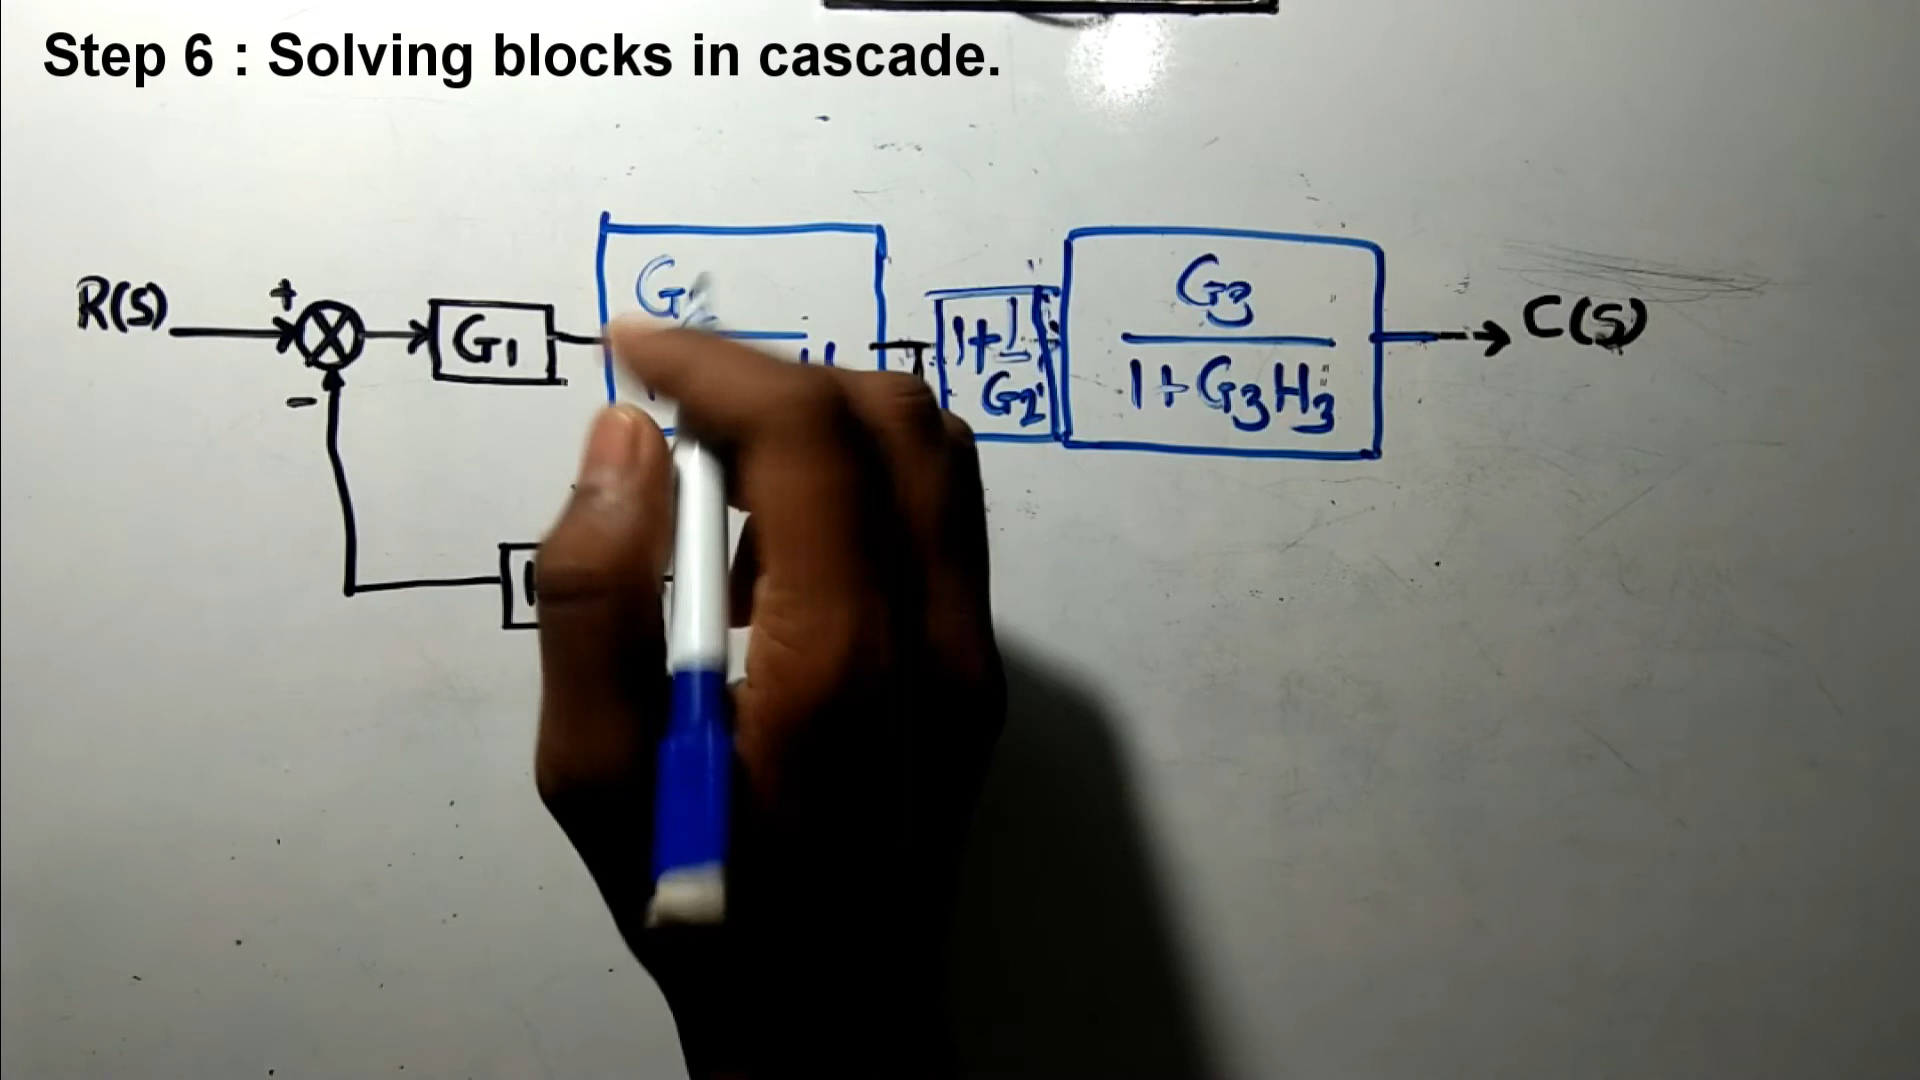 Step 6 : Solving blocks in cascade.
R(S)
+
-
G1
1+1/G2
G3
1+G3H3
C(S)